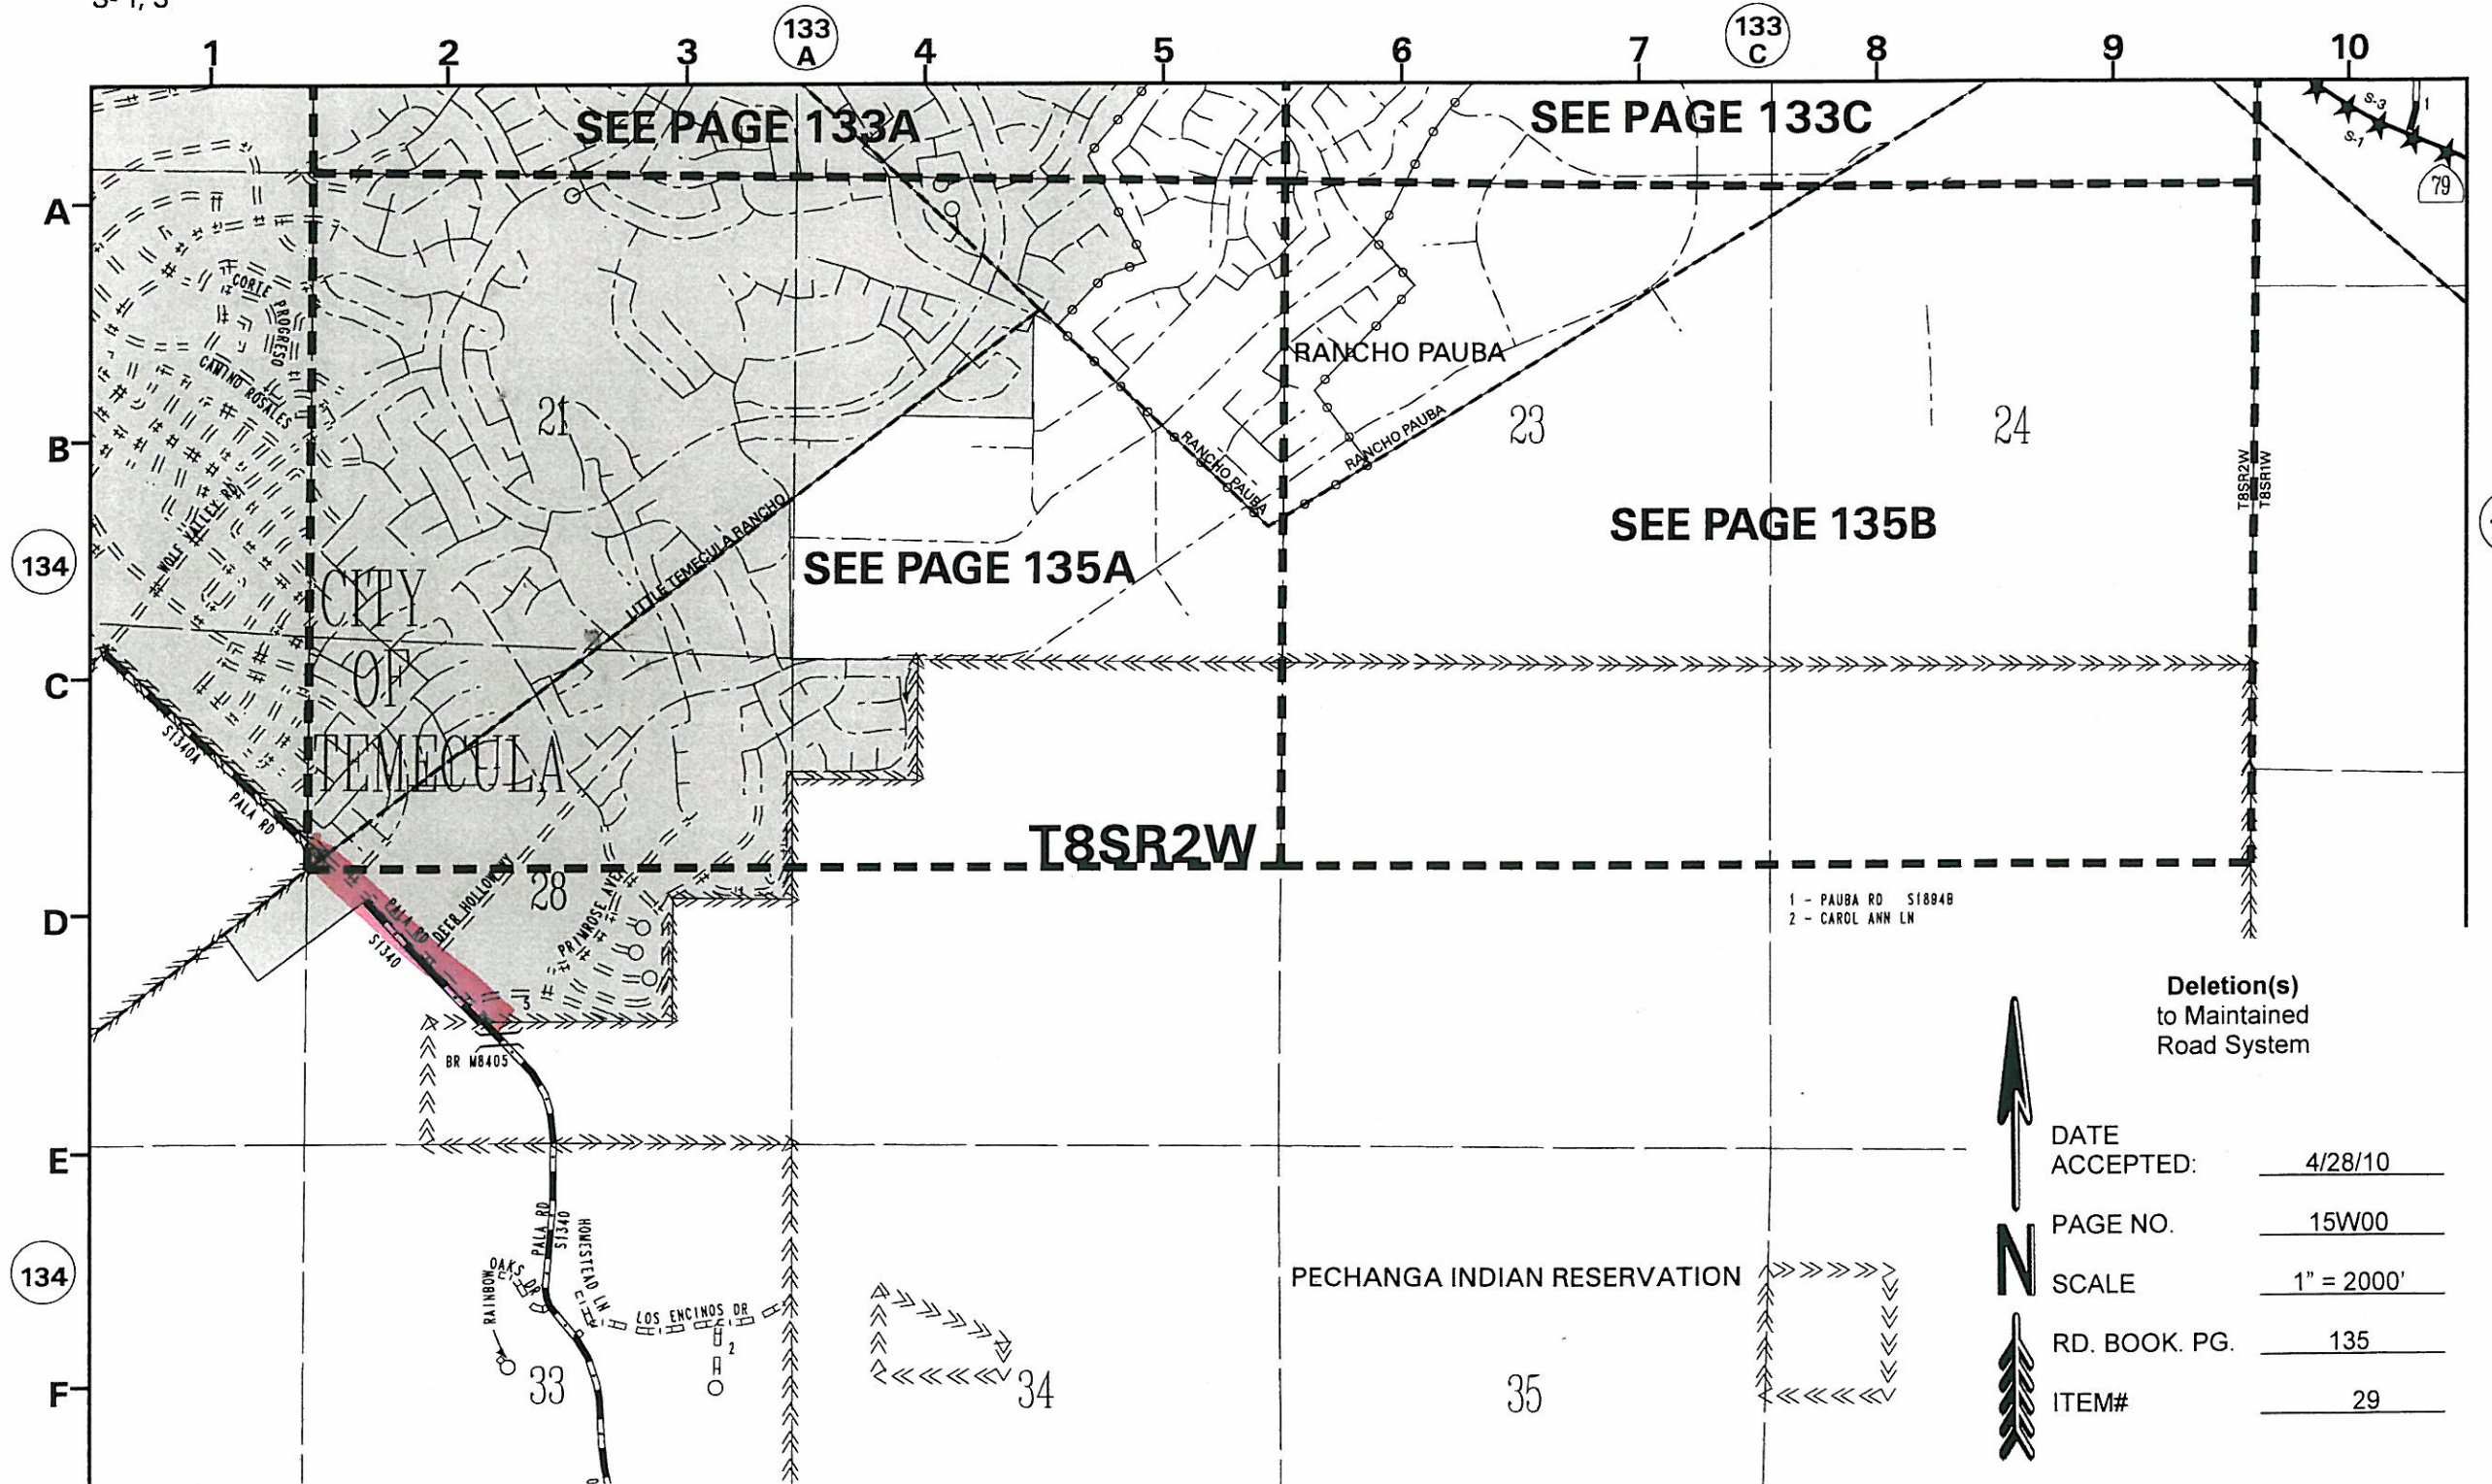 S- 1, 3
1 2 3 133 A 4 5 6 7 133 C 8 9 10
SEE PAGE 133A
SEE PAGE 133C
S-3
S-1
1
79
A
CORTE PROGRESO
CAMINO ROSALES
RANCHO PAUBA
21
23
24
B
RANCHO PAUBA
RANCHO PAUBA
T8SR2W
T8SR1W
WOLF VALLEY RD
LITTLE TEMECULA RANCHO
134
SEE PAGE 135A
SEE PAGE 135B
CITY
OF
TEMECULA
C
S1340A
PALA RD
T8SR2W
28
D
PALA RD
DEER HOLLOW WY
PRIMROSE AVE
S1340
3
1 - PAUBA RD S1894B
2 - CAROL ANN LN
BR M8405
Deletion(s)
to Maintained
Road System
E
DATE
ACCEPTED: 4/28/10
PALA RD
S1340
HOMESTEAD LN
PAGE NO. 15W00
134
RAINBOW OAKS DR
LOS ENCINOS DR
2
PECHANGA INDIAN RESERVATION
N
SCALE 1" = 2000'
RD. BOOK. PG. 135
F
33
34
35
ITEM# 29